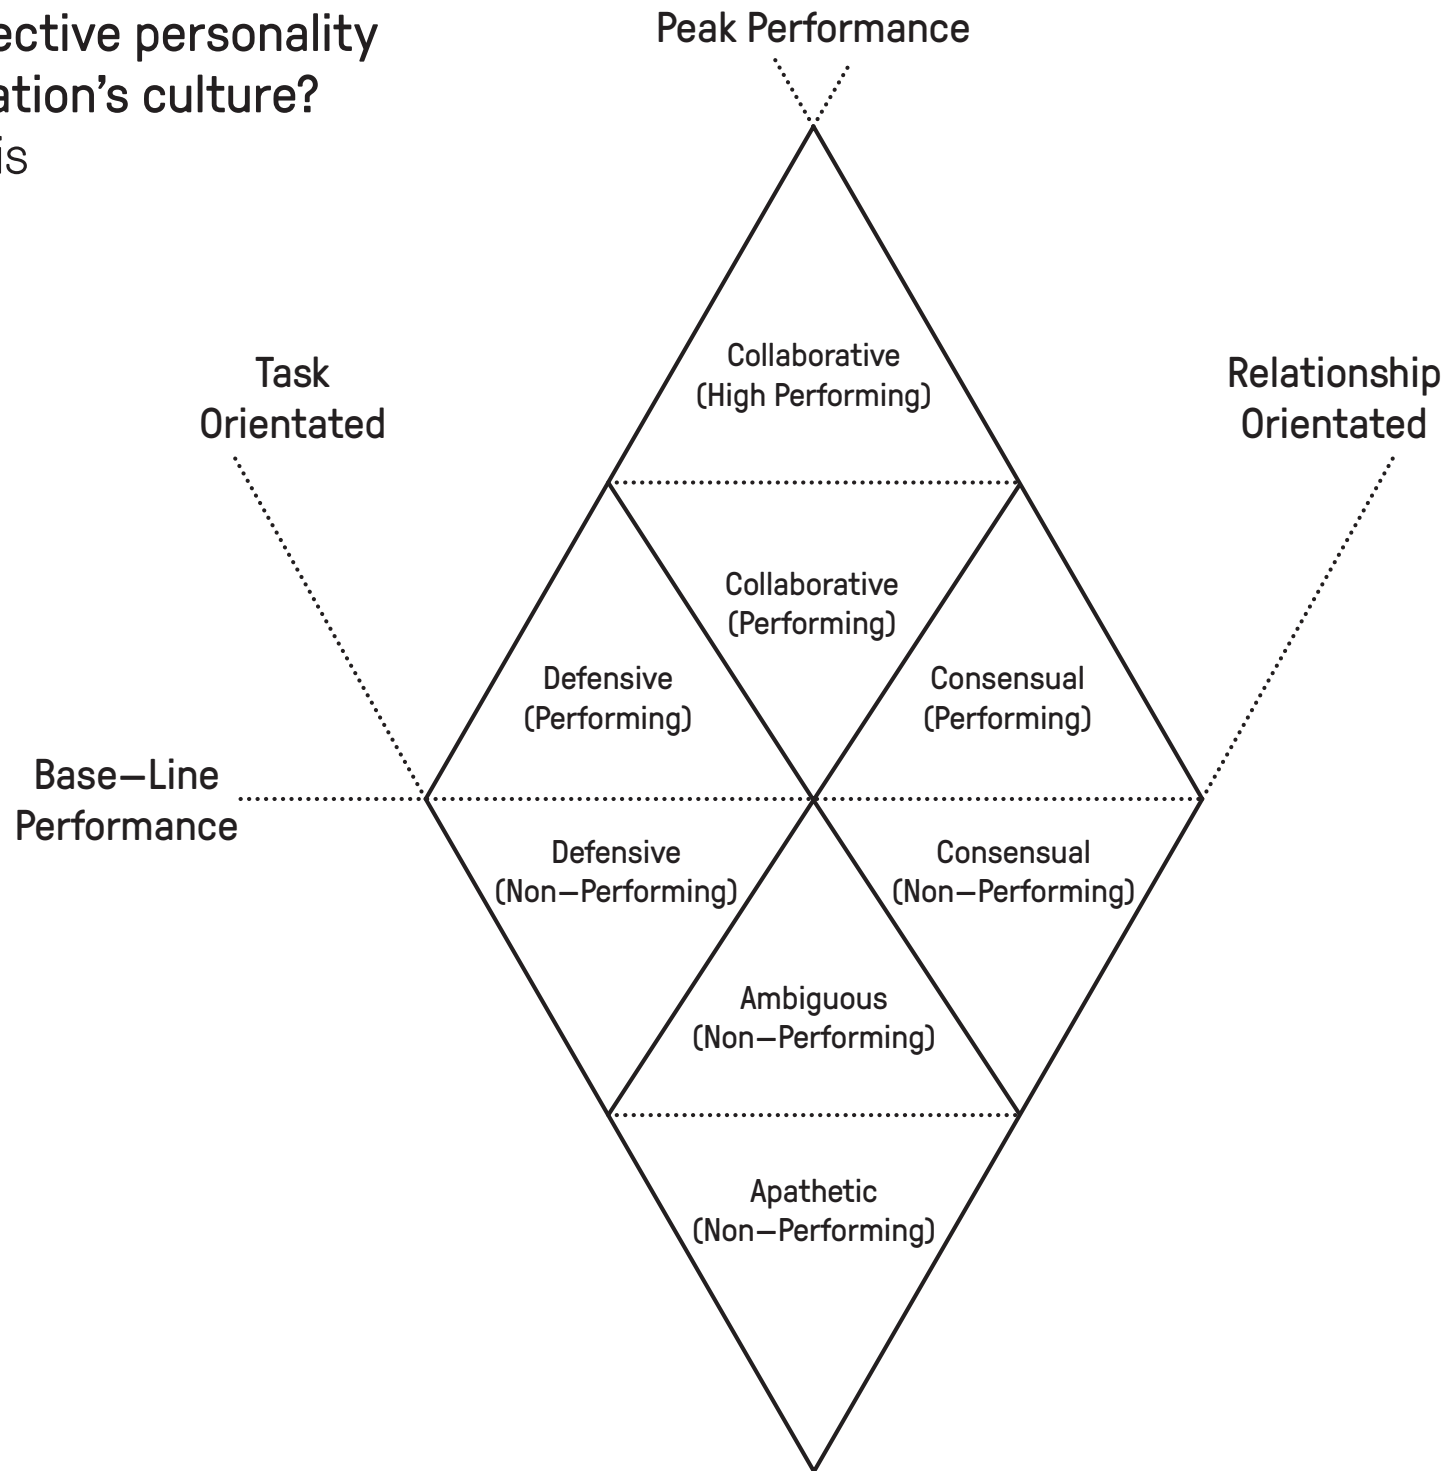 ective personality
ation's culture?
is
Peak Performance
Task
Orientated
Relationship
Orientated
Collaborative
(High Performing)
Collaborative
(Performing)
Defensive
(Performing)
Consensual
(Performing)
Base—Line
Performance
Defensive
(Non—Performing)
Consensual
(Non—Performing)
Ambiguous
(Non—Performing)
Apathetic
(Non—Performing)